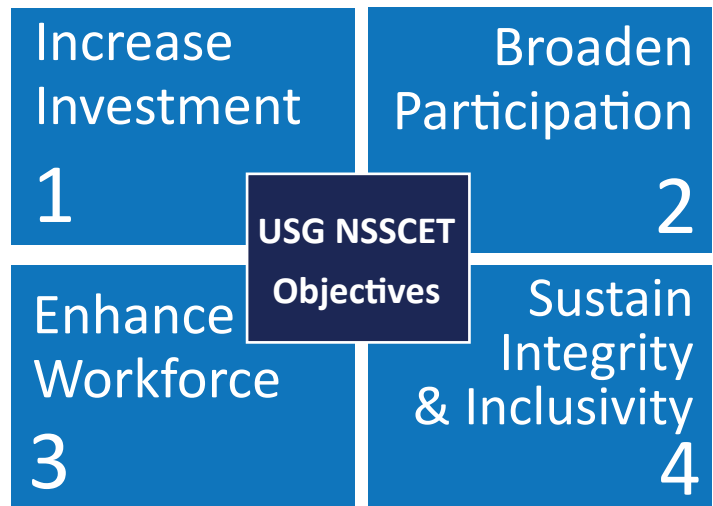 Increase
Investment
1
Broaden
Participation
2
USG NSSCET
Objectives
Enhance
Workforce
3
Sustain
Integrity
& Inclusivity
4